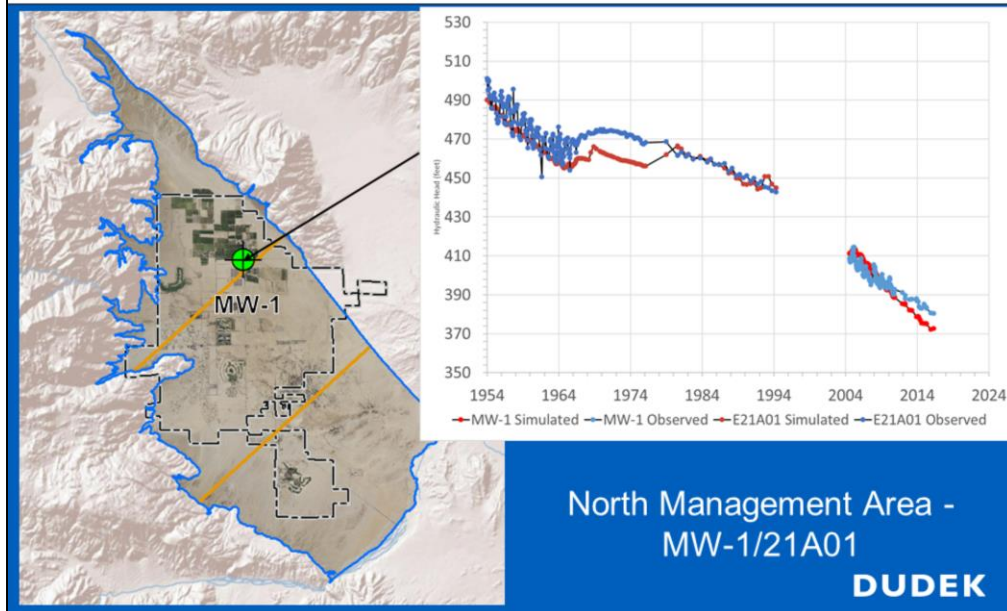 530
510
490
470
450
430
410
390
370
350
Hydraulic Head (feet)
1954 1964 1974 1984 1994 2004 2014 2024
MW-1 Simulated MW-1 Observed E21A01 Simulated E21A01 Observed
MW-1
North Management Area -
MW-1/21A01
DUDEK